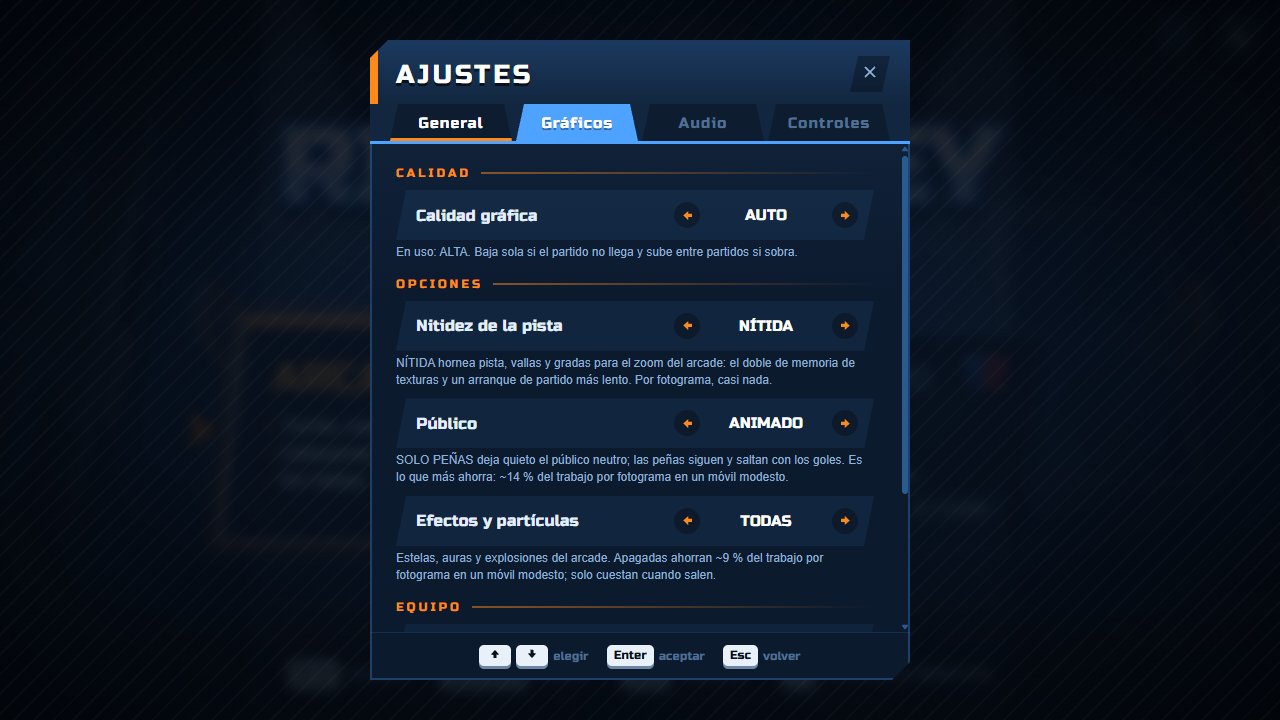 AJUSTES
General
Gráficos
Audio
Controles
CALIDAD
Calidad gráfica
AUTO
En uso: ALTA. Baja sola si el partido no llega y sube entre partidos si sobra.
OPCIONES
Nitidez de la pista
NÍTIDA
NÍTIDA hornea pista, vallas y gradas para el zoom del arcade: el doble de memoria de
texturas y un arranque de partido más lento. Por fotograma, casi nada.
Público
ANIMADO
SOLO PEÑAS deja quieto el público neutro; las peñas siguen y saltan con los goles. Es
lo que más ahorra: ~14 % del trabajo por fotograma en un móvil modesto.
Efectos y partículas
TODAS
Estelas, auras y explosiones del arcade. Apagadas ahorran ~9 % del trabajo por
fotograma en un móvil modesto; solo cuestan cuando salen.
EQUIPO
elegir
Enter aceptar
Esc volver